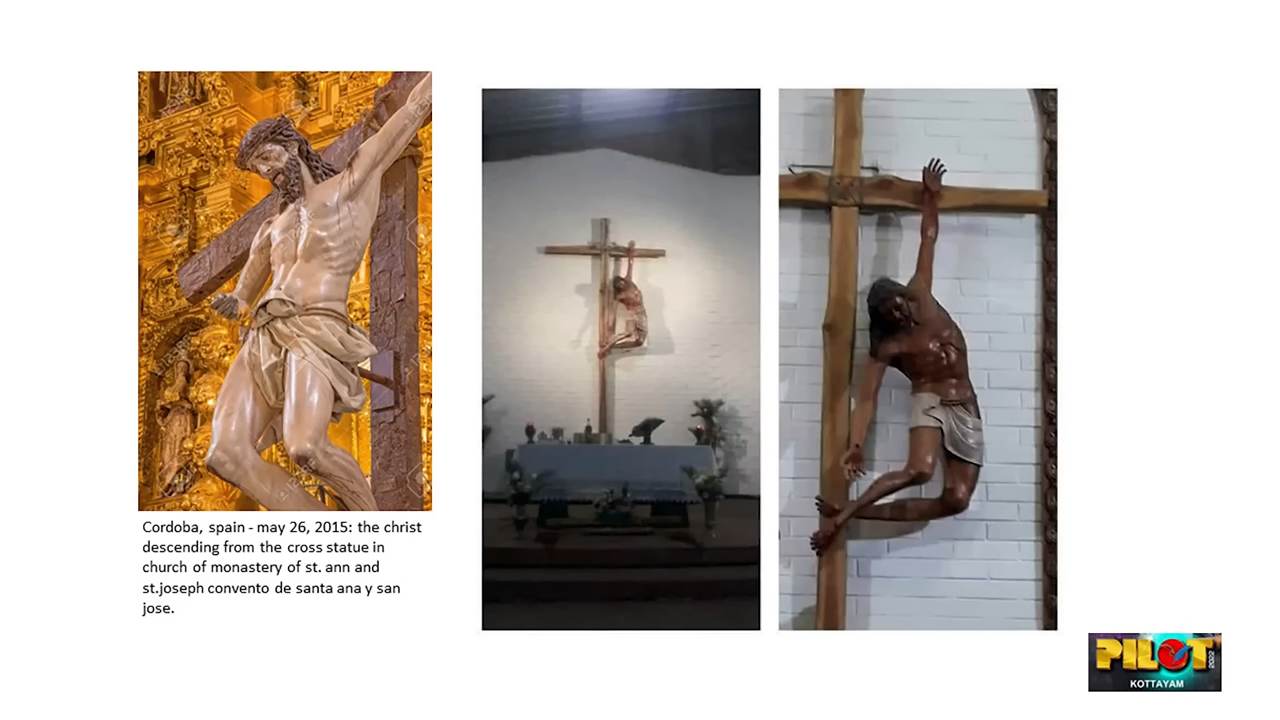 Cordoba, spain - may 26, 2015: the christ
descending from the cross statue in
church of monastery of st. ann and
st.joseph convento de santa ana y san
jose.
PILOT
2022
KOTTAYAM